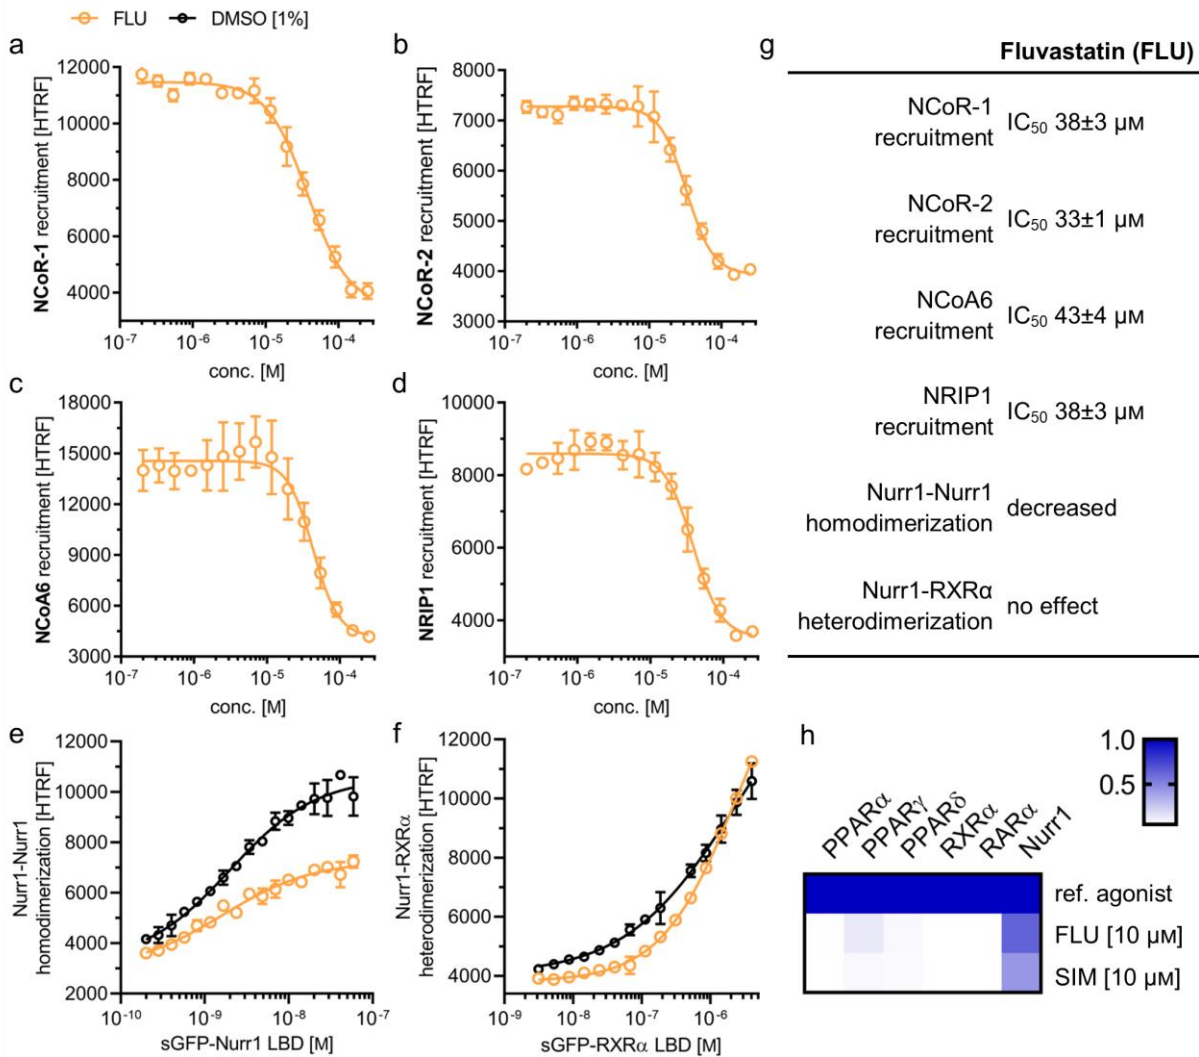 FLU DMSO [1%]
a
NCoR-1 recruitment [HTRF]
12000
10000
8000
6000
4000
10⁻⁷ 10⁻⁶ 10⁻⁵ 10⁻⁴
conc. [M]
b
NCoR-2 recruitment [HTRF]
8000
7000
6000
5000
4000
3000
10⁻⁷ 10⁻⁶ 10⁻⁵ 10⁻⁴
conc. [M]
c
NCoA6 recruitment [HTRF]
18000
15000
12000
9000
6000
3000
10⁻⁷ 10⁻⁶ 10⁻⁵ 10⁻⁴
conc. [M]
d
NRIP1 recruitment [HTRF]
10000
8000
6000
4000
10⁻⁷ 10⁻⁶ 10⁻⁵ 10⁻⁴
conc. [M]
e
Nurr1-Nurr1
homodimerization [HTRF]
12000
10000
8000
6000
4000
2000
10⁻¹⁰ 10⁻⁹ 10⁻⁸ 10⁻⁷
sGFP-Nurr1 LBD [M]
f
Nurr1-RXRα
heterodimerization [HTRF]
12000
10000
8000
6000
4000
10⁻⁹ 10⁻⁸ 10⁻⁷ 10⁻⁶
sGFP-RXRα LBD [M]
g
Fluvastatin (FLU)
NCoR-1
recruitment IC₅₀ 38±3 µM
NCoR-2
recruitment IC₅₀ 33±1 µM
NCoA6
recruitment IC₅₀ 43±4 µM
NRIP1
recruitment IC₅₀ 38±3 µM
Nurr1-Nurr1
homodimerization decreased
Nurr1-RXRα
heterodimerization no effect
h
1.0
0.5
PPARα PPARγ PPARδ RXRα RARα Nurr1
ref. agonist
FLU [10 µM]
SIM [10 µM]